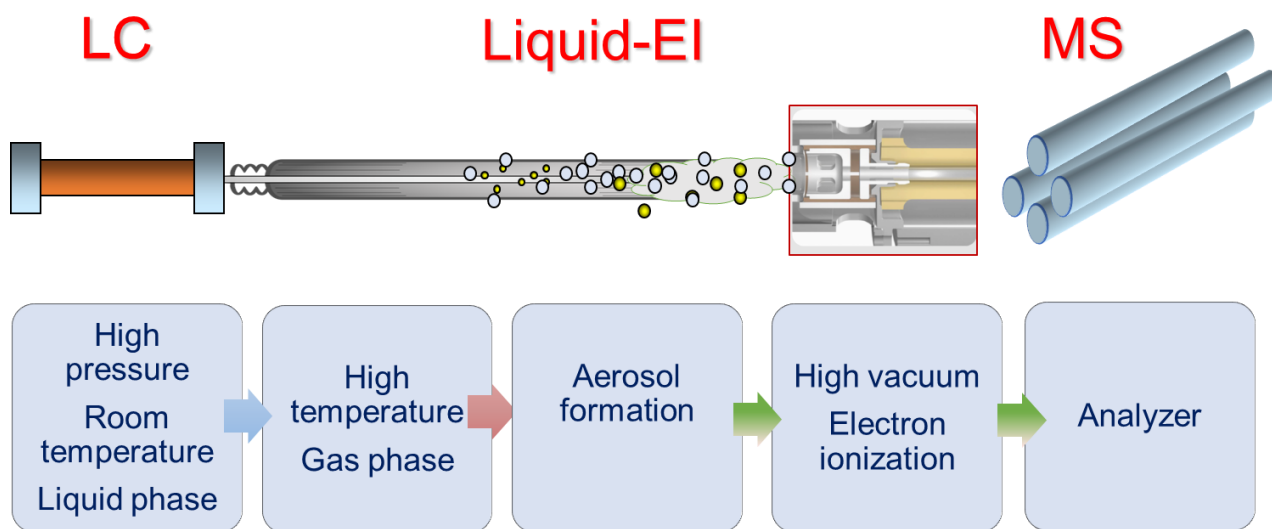 LC
Liquid-EI
MS
High
pressure
Room
temperature
Liquid phase
High
temperature
Gas phase
Aerosol
formation
High vacuum
Electron
ionization
Analyzer